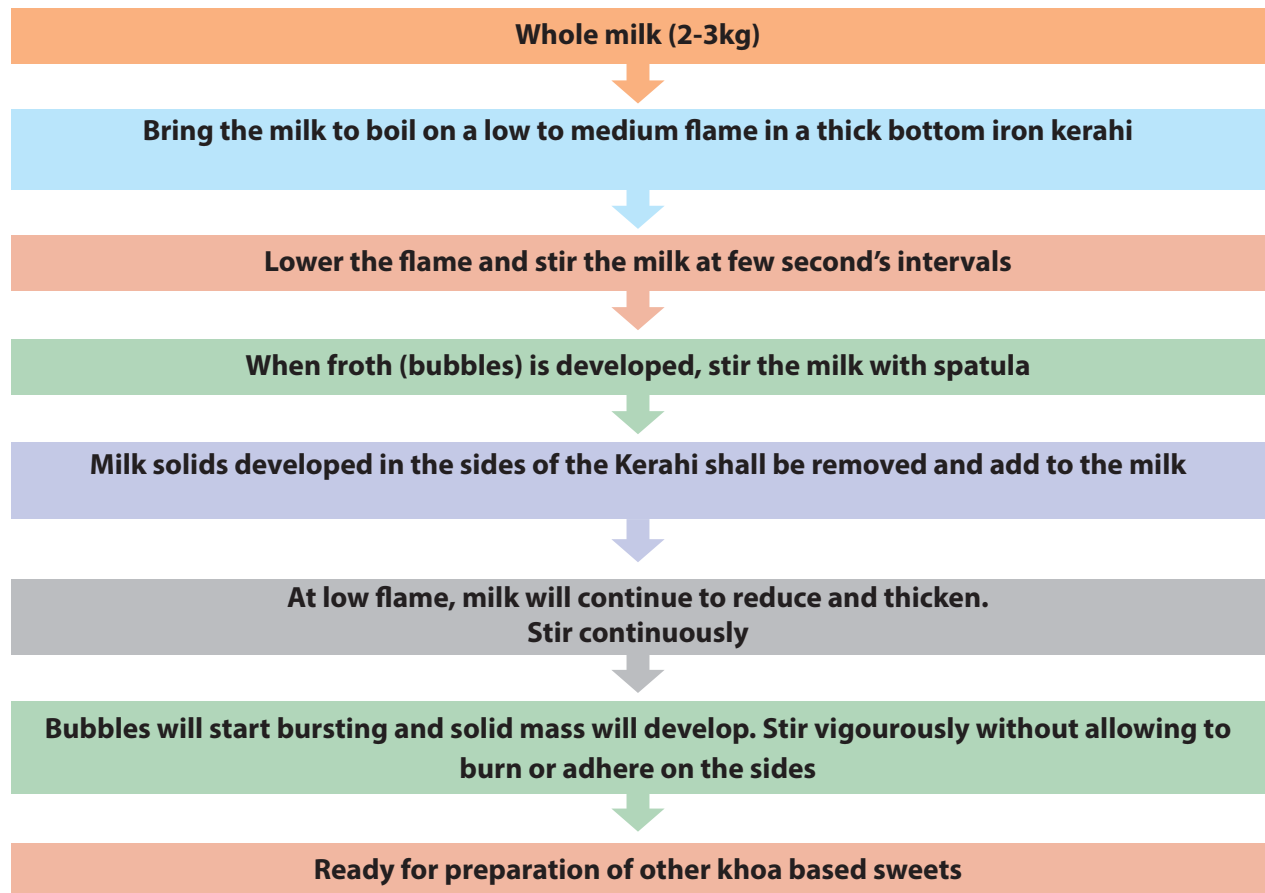 Whole milk (2-3kg)
Bring the milk to boil on a low to medium flame in a thick bottom iron kerahi
Lower the flame and stir the milk at few second’s intervals
When froth (bubbles) is developed, stir the milk with spatula
Milk solids developed in the sides of the Kerahi shall be removed and add to the milk
At low flame, milk will continue to reduce and thicken.
Stir continuously
Bubbles will start bursting and solid mass will develop. Stir vigourously without allowing to
burn or adhere on the sides
Ready for preparation of other khoa based sweets